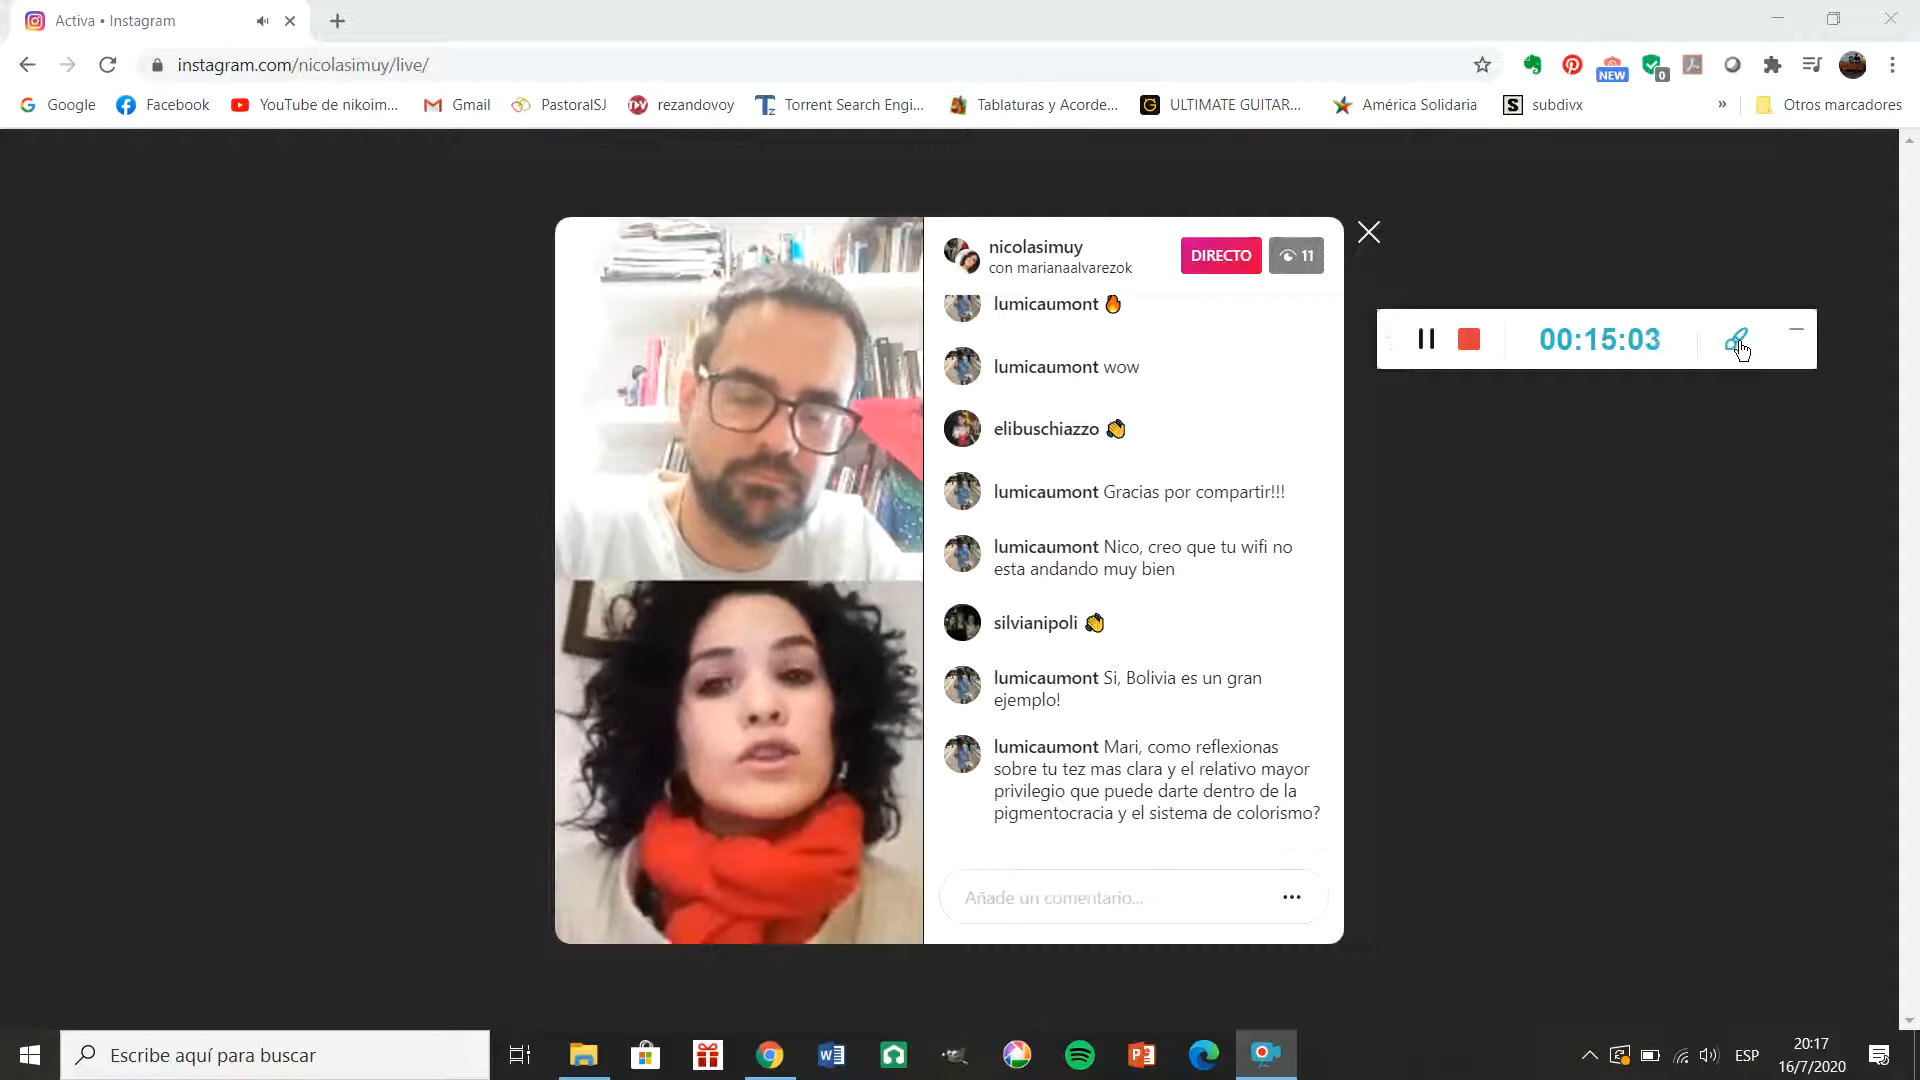 Activa • Instagram
instagram.com/nicolasimuy/live/
NEW
0
Google
Facebook
YouTube de nikoim...
Gmail
PastoralSJ
rezandovoy
Torrent Search Engi...
Tablaturas y Acorde...
ULTIMATE GUITAR...
América Solidaria
subdivx
»
Otros marcadores
nicolasimuy
con marianaalvarezok
DIRECTO
11
lumicaumont 🔥
lumicaumont wow
elibuschiazzo 👏
lumicaumont Gracias por compartir!!!
lumicaumont Nico, creo que tu wifi no
esta andando muy bien
silvianipoli 👏
lumicaumont Si, Bolivia es un gran
ejemplo!
lumicaumont Mari, como reflexionas
sobre tu tez mas clara y el relativo mayor
privilegio que puede darte dentro de la
pigmentocracia y el sistema de colorismo?
Añade un comentario...
00:15:03
Escribe aquí para buscar
ESP
20:17
16/7/2020